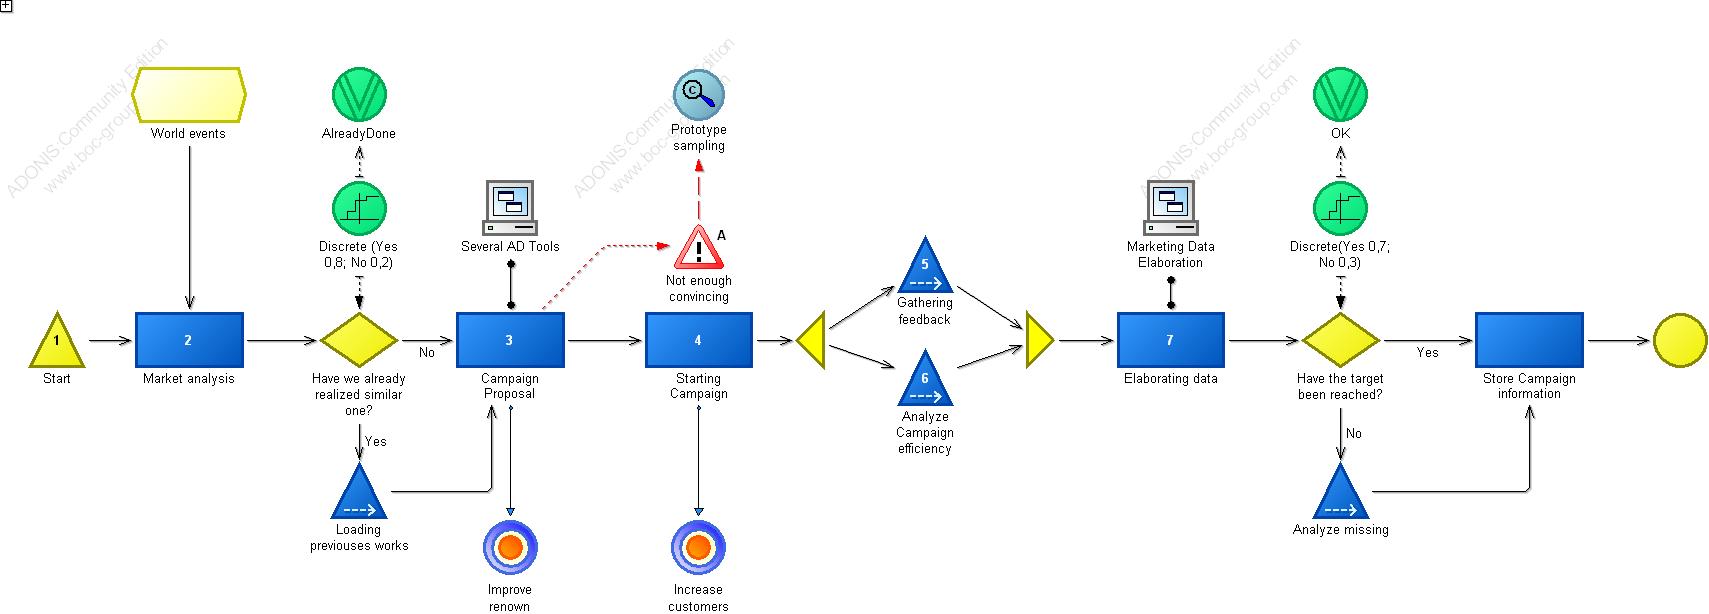 ADONIS:Community Edition
www.boc-group.com
World events
AlreadyDone
Discrete (Yes
0,8; No 0,2)
1
Start
2
Market analysis
Have we already
realized similar
one?
No
Yes
Loading
previouses works
Several AD Tools
3
Campaign
Proposal
Improve
renown
ADONIS:Community Edition
www.boc-group.com
C
Prototype
sampling
A
!
Not enough
convincing
4
Starting
Campaign
Increase
customers
5
Gathering
feedback
6
Analyze
Campaign
efficiency
ADONIS:Community Edition
www.boc-group.com
Marketing Data
Elaboration
7
Elaborating data
OK
Discrete(Yes 0,7;
No 0,3)
Have the target
been reached?
Yes
No
Analyze missing
Store Campaign
information